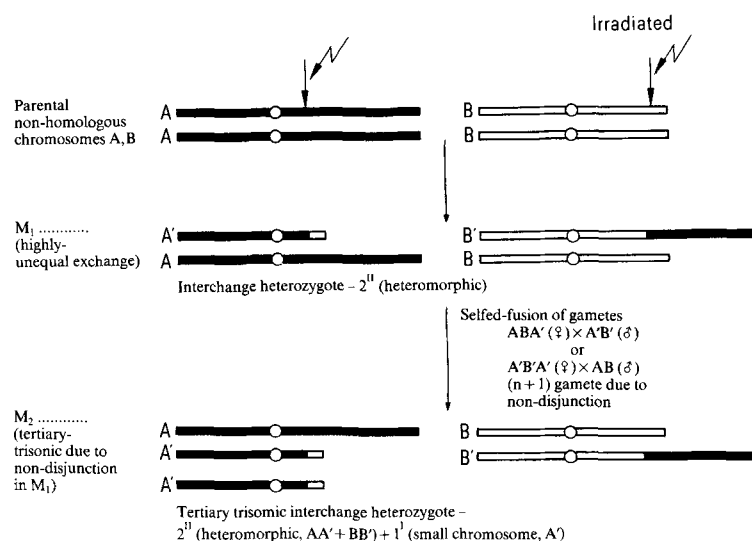 Irradiated
Parental
non-homologous
chromosomes A, B
A
A
B
B
M₁ ............
(highly-
unequal exchange)
A'
A
B'
B
Interchange heterozygote – 2ᴵᴵ (heteromorphic)
Selfed-fusion of gametes
ABA' (♀) × A'B' (♂)
or
A'B'A' (♀) × AB (♂)
(n + 1) gamete due to
non-disjunction
M₂ ............
(tertiary-
trisonic due to
non-disjunction
in M₁)
A
A'
A'
B
B'
Tertiary trisomic interchange heterozygote –
2ᴵᴵ (heteromorphic, AA' + BB') + 1ᴵ (small chromosome, A')